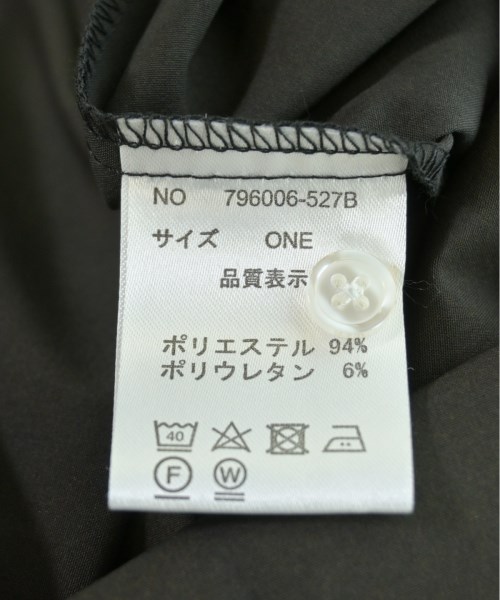 NO 796006-527B
サイズ ONE
品質表示
ポリエステル 94%
ポリウレタン 6%
40
F W